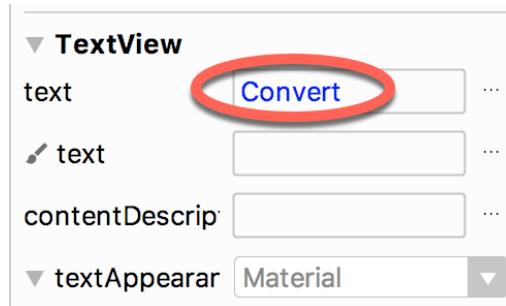 TextView
text Convert ...
text ...
contentDescrip ...
textAppearar Material